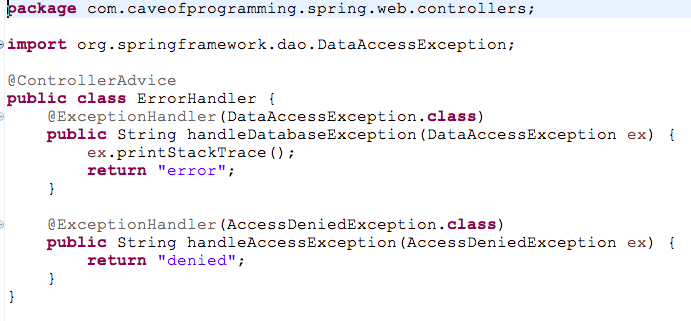 package com.caveofprogramming.spring.web.controllers;
import org.springframework.dao.DataAccessException;
@ControllerAdvice
public class ErrorHandler {
@ExceptionHandler(DataAccessException.class)
public String handleDatabaseException(DataAccessException ex) {
ex.printStackTrace();
return "error";
}
@ExceptionHandler(AccessDeniedException.class)
public String handleAccessException(AccessDeniedException ex) {
return "denied";
}
}